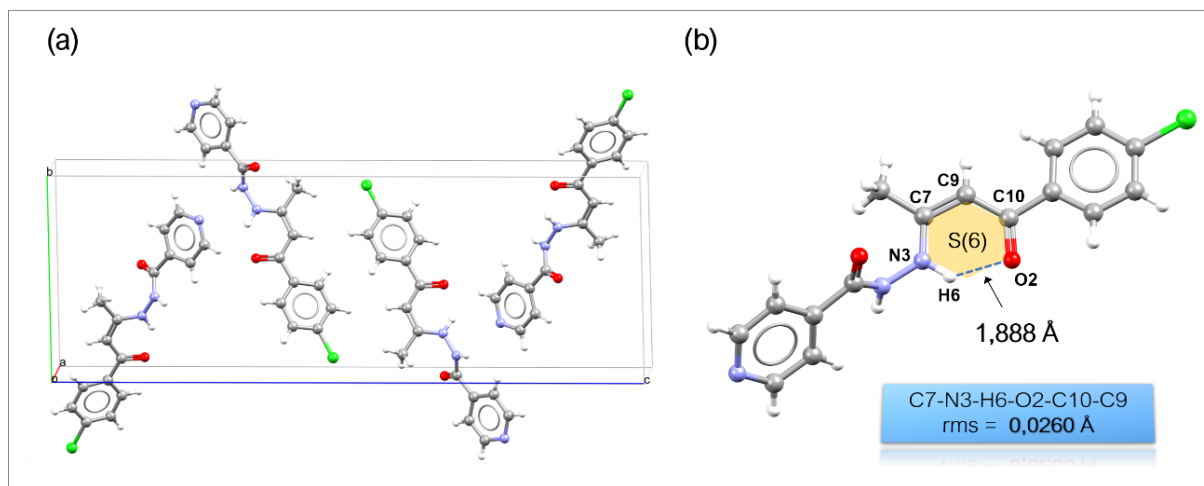 (a)
(b)
b
a
o
c
C9
C7
C10
S(6)
N3
O2
H6
1,888 Å
C7-N3-H6-O2-C10-C9
rms = 0,0260 Å